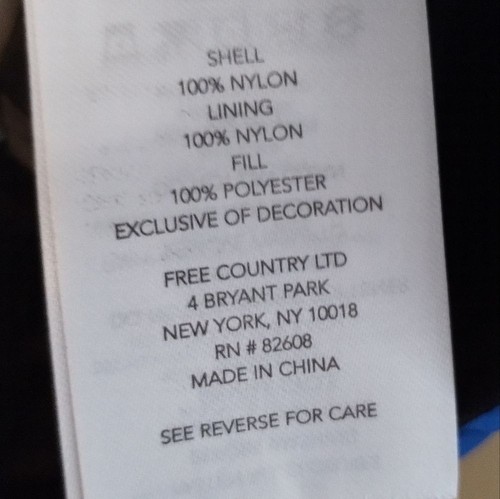 SHELL
100% NYLON
LINING
100% NYLON
FILL
100% POLYESTER
EXCLUSIVE OF DECORATION
FREE COUNTRY LTD
4 BRYANT PARK
NEW YORK, NY 10018
RN # 82608
MADE IN CHINA
SEE REVERSE FOR CARE